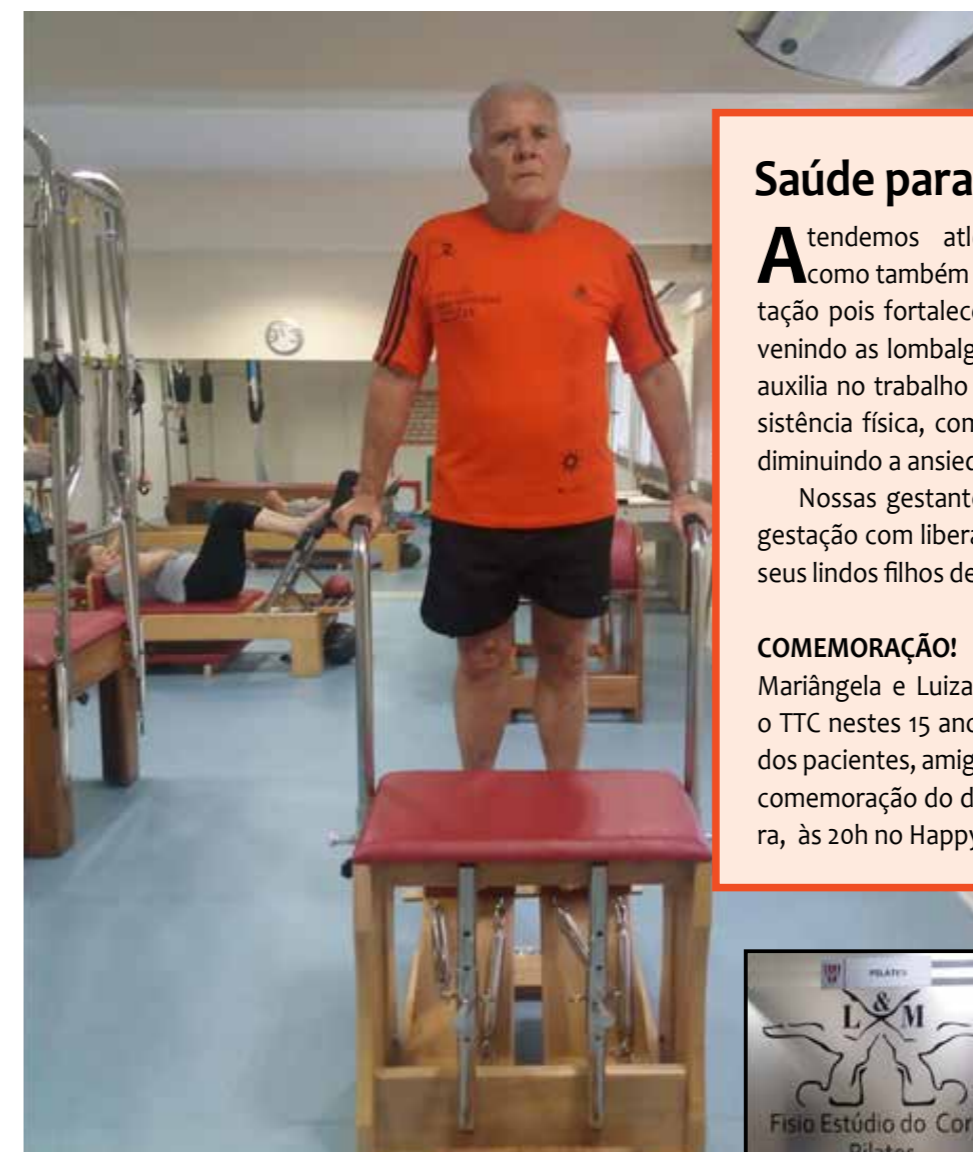 Saúde para
Atendemos atl
como também
tação pois fortalec
venindo as lombalg
auxilia no trabalho
sistência física, con
diminuindo a ansied
Nossas gestant
gestação com libera
seus lindos filhos de
COMEMORAÇÃO!
Mariângela e Luiza
o TTC nestes 15 ano
dos pacientes, amig
comemoração do d
ra, às 20h no Happy
PILATES
L & M
Fisio Estúdio do Cor
Pilates